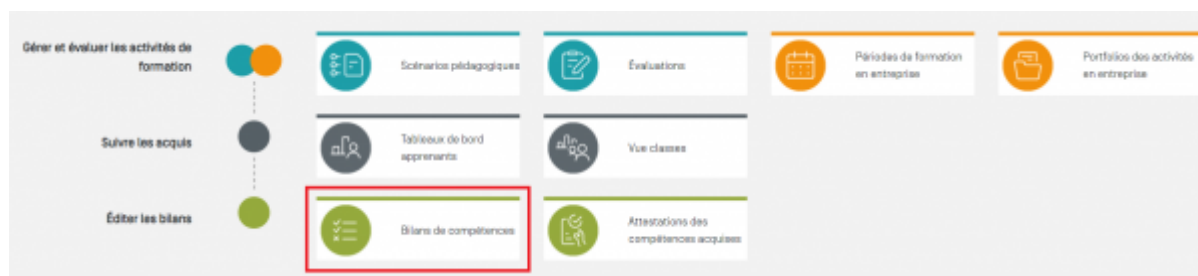 Gérer et évaluer les activités de
formation
Scénarios pédagogiques
Évaluations
Périodes de formation
en entreprise
Portfolios des activités
en entreprise
Suivre les acquis
Tableaux de bord
apprenants
Vue classes
Éditer les bilans
Bilans de compétences
Attestations des
compétences acquises